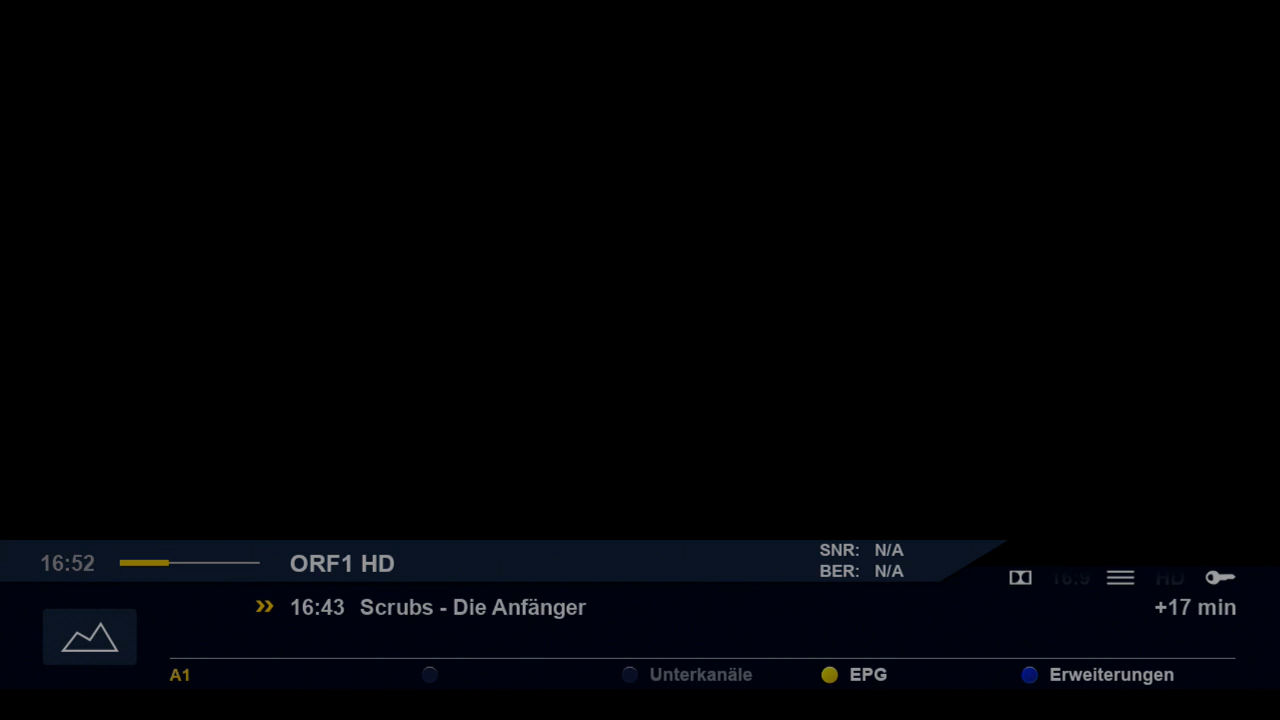 16:52 ORF1 HD SNR: N/A
BER: N/A
16:9 HD
16:43 Scrubs - Die Anfänger +17 min
A1 Unterkanäle EPG Erweiterungen